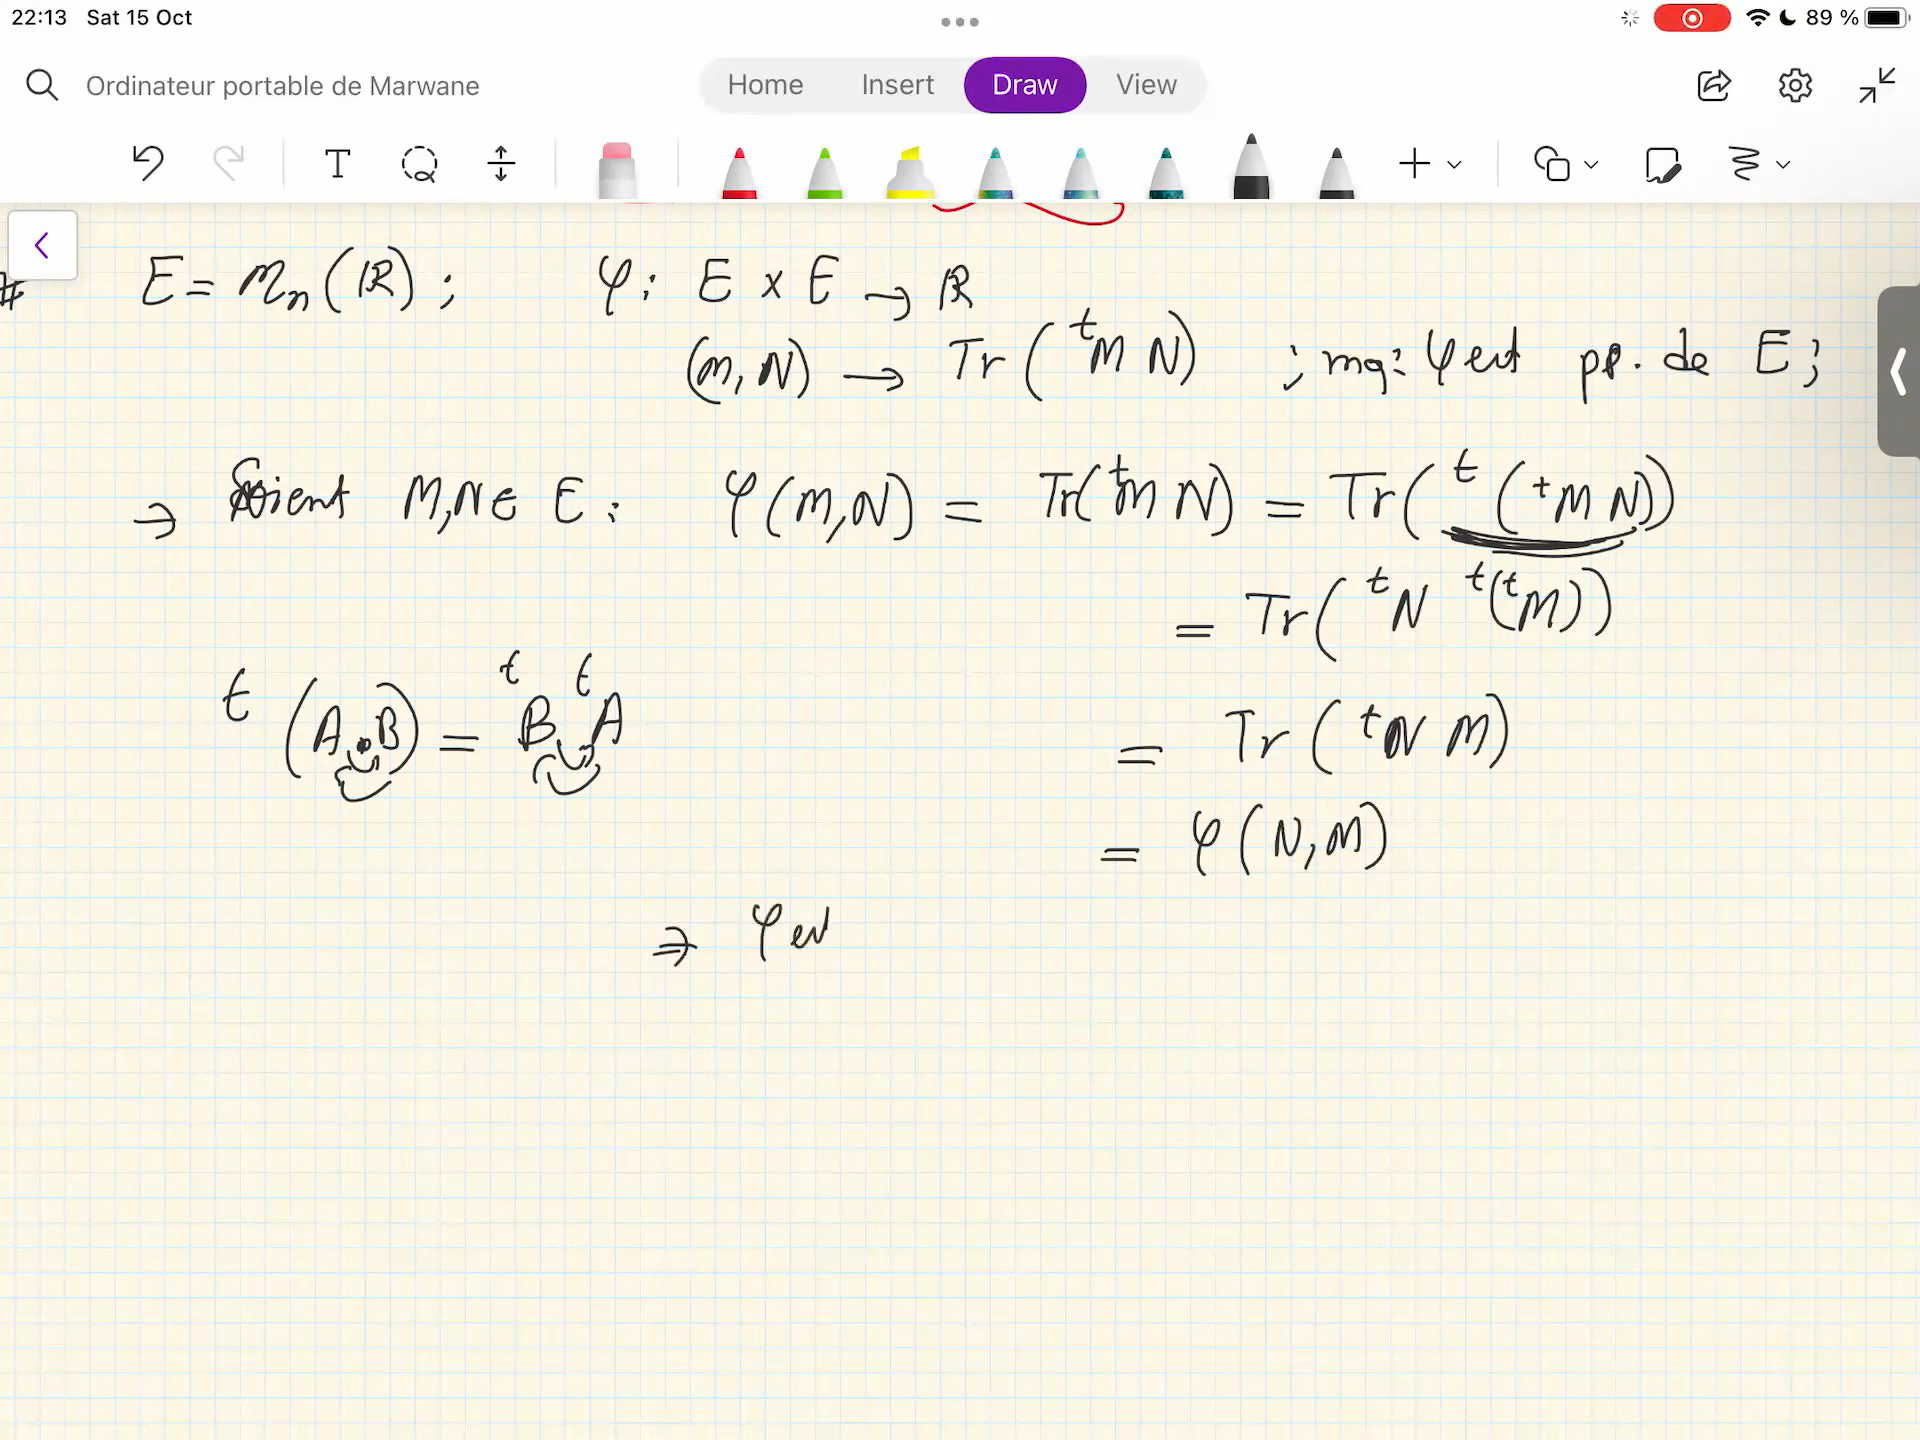 22:13 Sat 15 Oct 89 %
Ordinateur portable de Marwane Home Insert Draw View
T
# E = Mn(ℝ) ; φ : E × E → ℝ
(M, N) → Tr(ᵗM N) ; mq : φ est ps. de E ;
→ Soient M, N ∈ E : φ(M, N) = Tr(ᵗM N) = Tr(ᵗ(ᵗM N))
= Tr(ᵗN ᵗ(ᵗM))
ᵗ(A.B) = ᵗB ᵗA
= Tr(ᵗN M)
= φ(N, M)
⇒ φ est